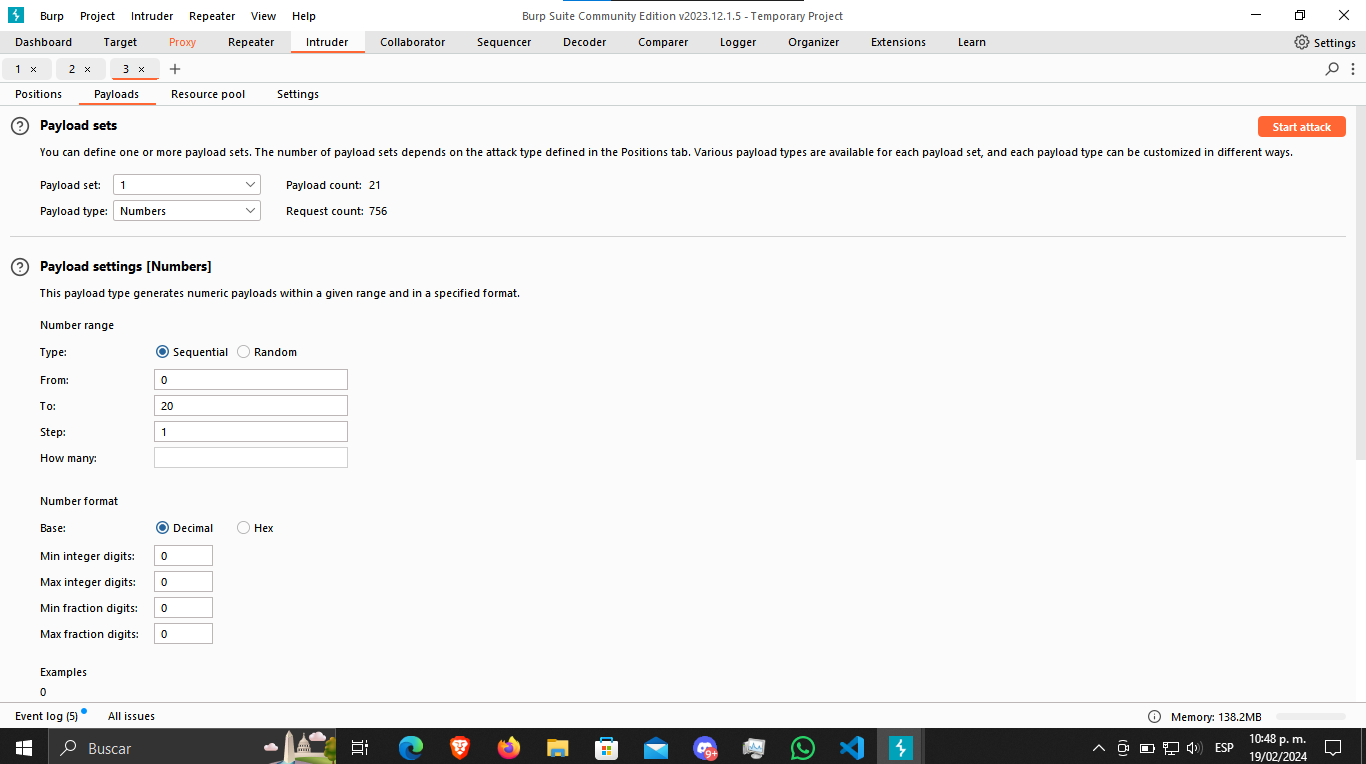 Burp Project Intruder Repeater View Help Burp Suite Community Edition v2023.12.1.5 - Temporary Project
Dashboard Target Proxy Repeater Intruder Collaborator Sequencer Decoder Comparer Logger Organizer Extensions Learn Settings
1 × 2 × 3 × +
Positions Payloads Resource pool Settings
? Payload sets Start attack
You can define one or more payload sets. The number of payload sets depends on the attack type defined in the Positions tab. Various payload types are available for each payload set, and each payload type can be customized in different ways.
Payload set: 1 Payload count: 21
Payload type: Numbers Request count: 756
? Payload settings [Numbers]
This payload type generates numeric payloads within a given range and in a specified format.
Number range
Type: Sequential Random
From: 0
To: 20
Step: 1
How many:
Number format
Base: Decimal Hex
Min integer digits: 0
Max integer digits: 0
Min fraction digits: 0
Max fraction digits: 0
Examples
0
Event log (5) All issues Memory: 138.2MB
Buscar 9+ ESP 10:48 p. m.
19/02/2024